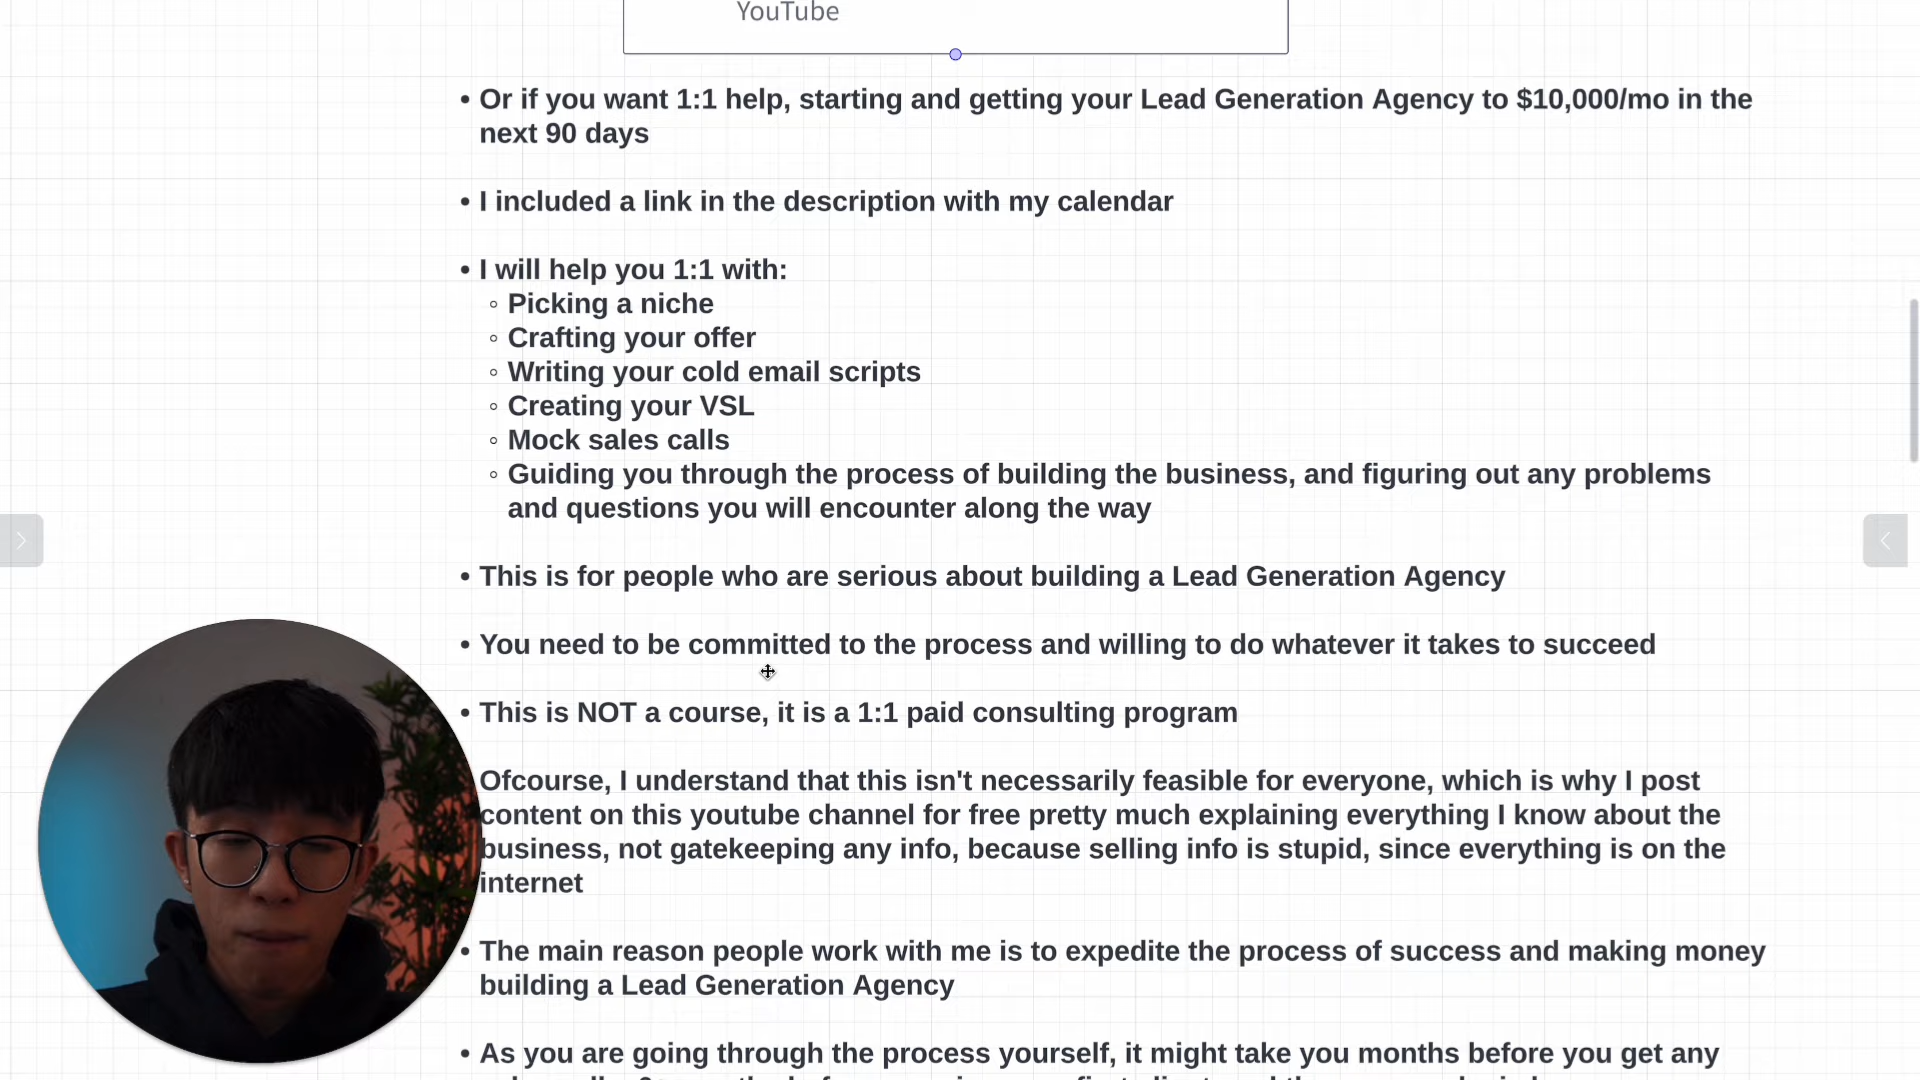 YouTube
• Or if you want 1:1 help, starting and getting your Lead Generation Agency to $10,000/mo in the
next 90 days
• I included a link in the description with my calendar
• I will help you 1:1 with:
◦ Picking a niche
◦ Crafting your offer
◦ Writing your cold email scripts
◦ Creating your VSL
◦ Mock sales calls
◦ Guiding you through the process of building the business, and figuring out any problems
and questions you will encounter along the way
• This is for people who are serious about building a Lead Generation Agency
• You need to be committed to the process and willing to do whatever it takes to succeed
• This is NOT a course, it is a 1:1 paid consulting program
Ofcourse, I understand that this isn't necessarily feasible for everyone, which is why I post
content on this youtube channel for free pretty much explaining everything I know about the
business, not gatekeeping any info, because selling info is stupid, since everything is on the
internet
• The main reason people work with me is to expedite the process of success and making money
building a Lead Generation Agency
• As you are going through the process yourself, it might take you months before you get any